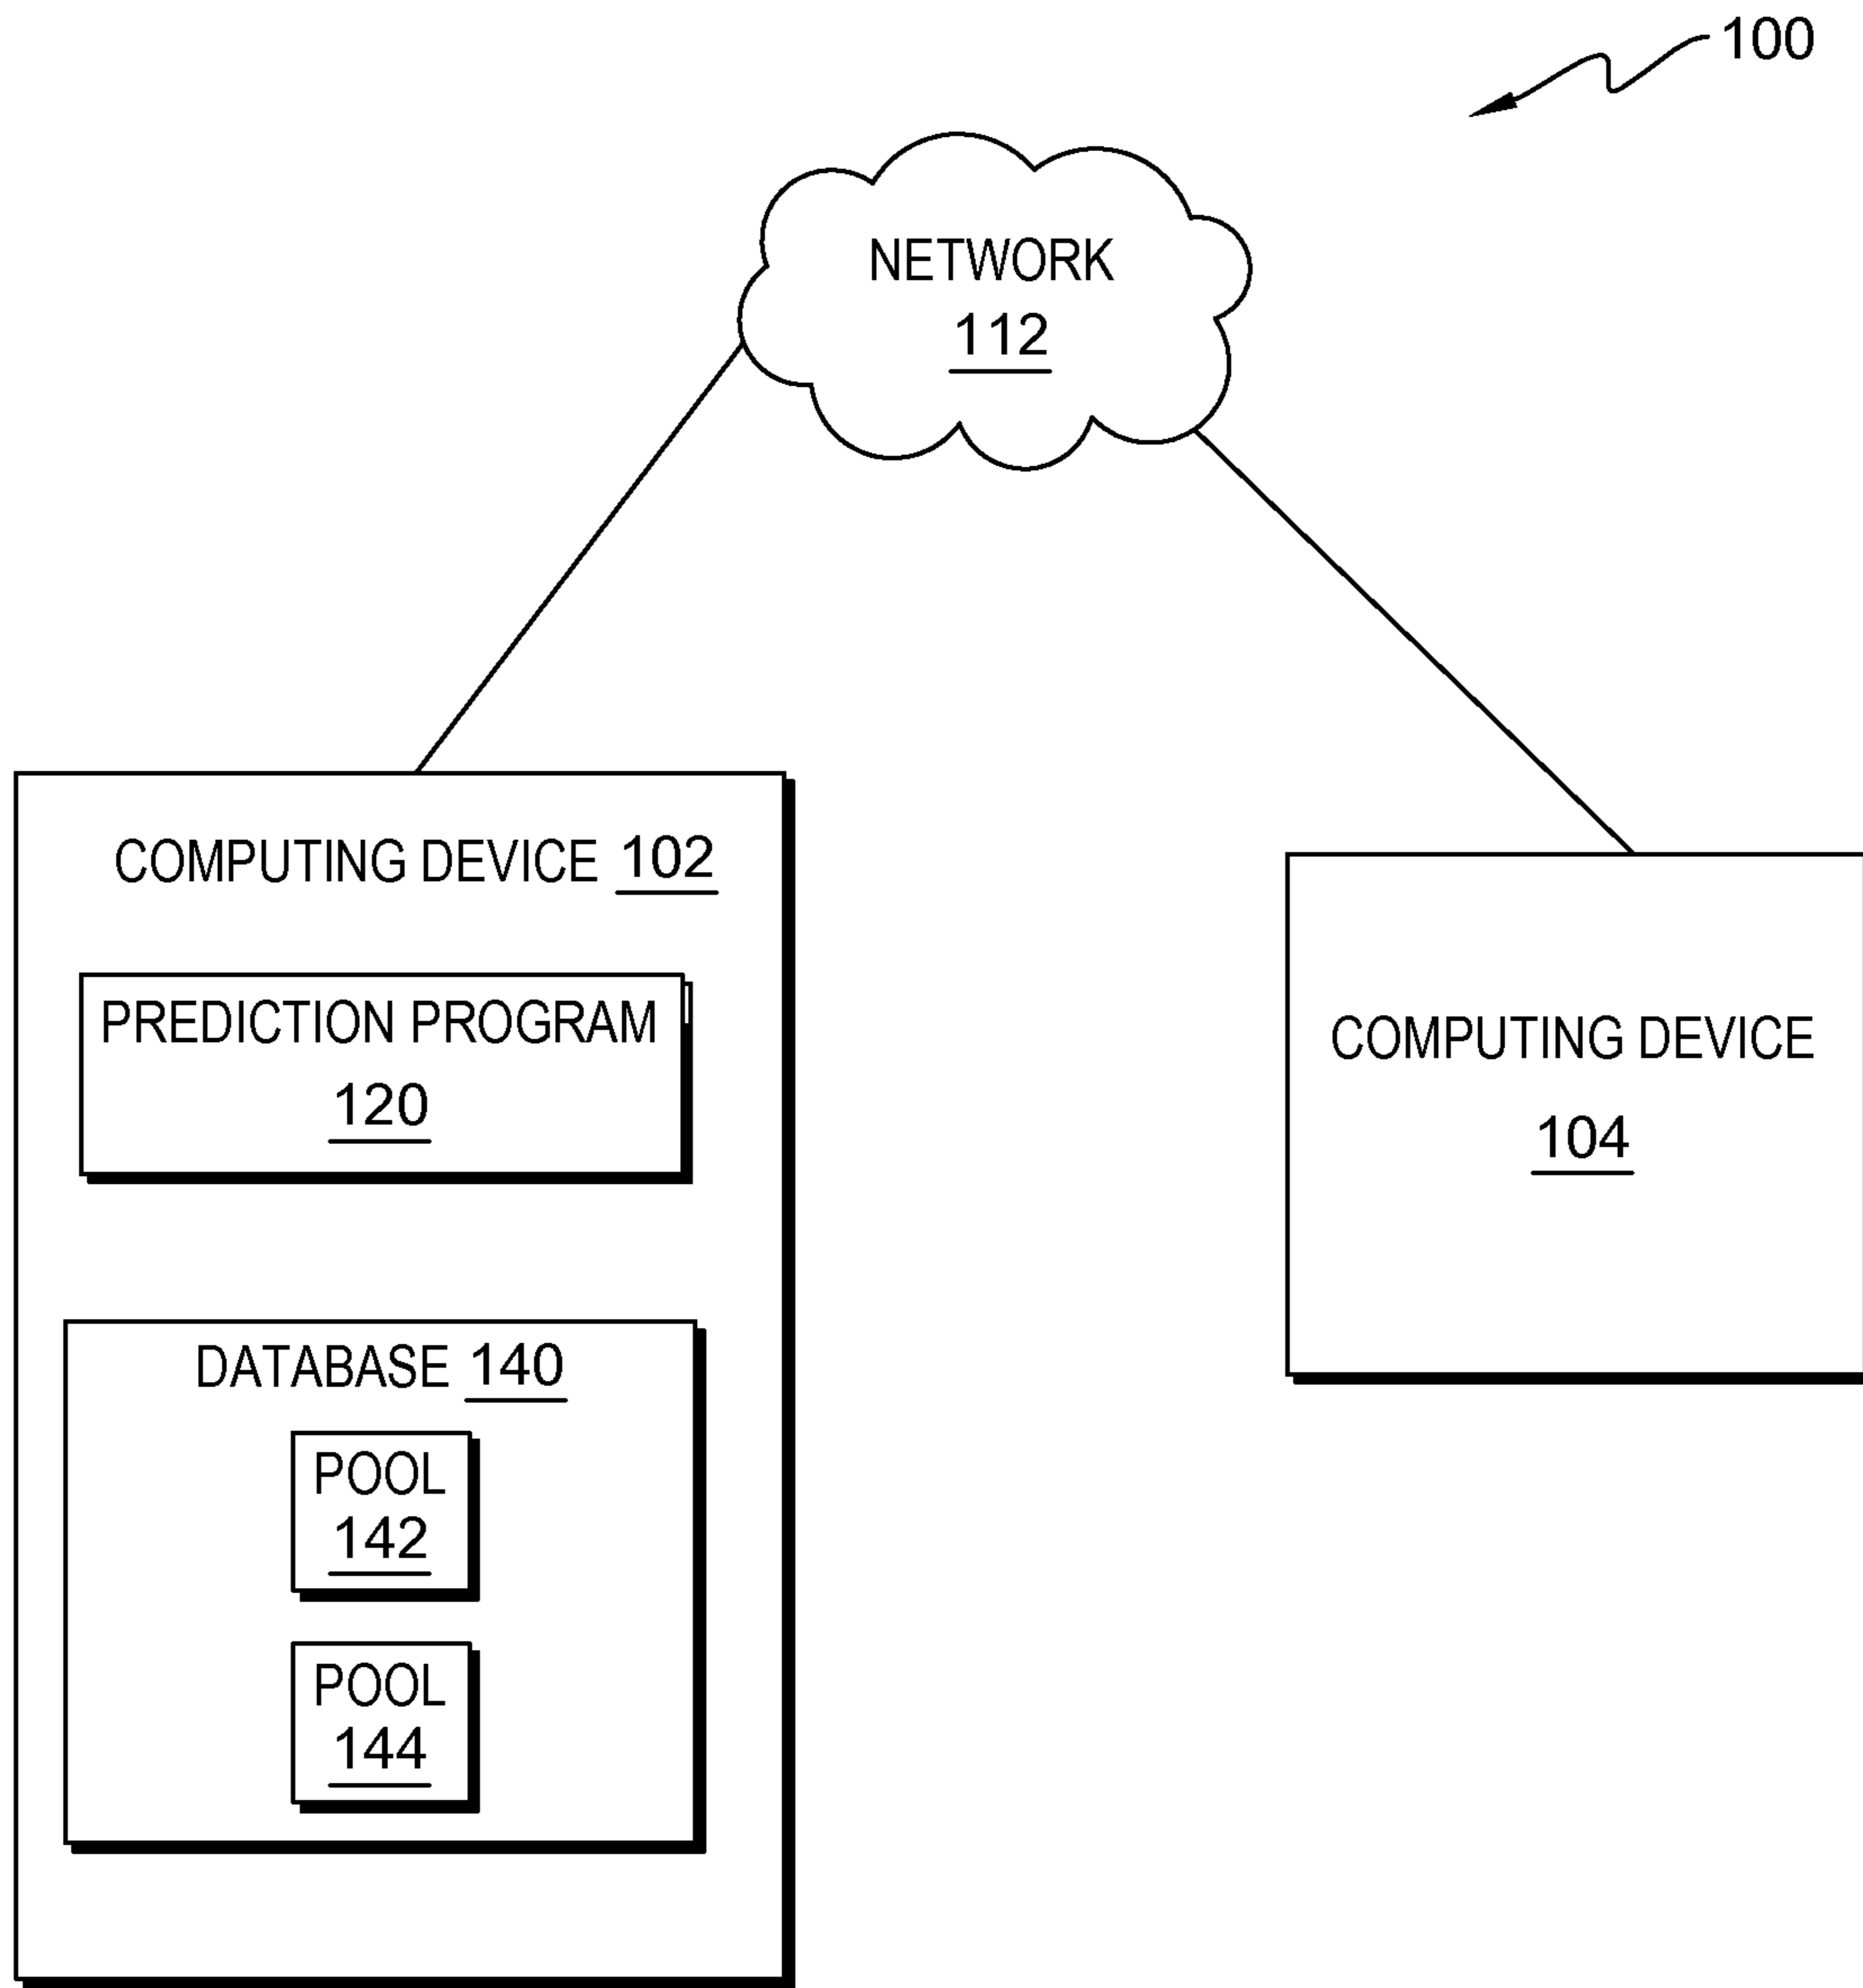 100
NETWORK
112
COMPUTING DEVICE 102
PREDICTION PROGRAM
120
DATABASE 140
POOL
142
POOL
144
COMPUTING DEVICE
104